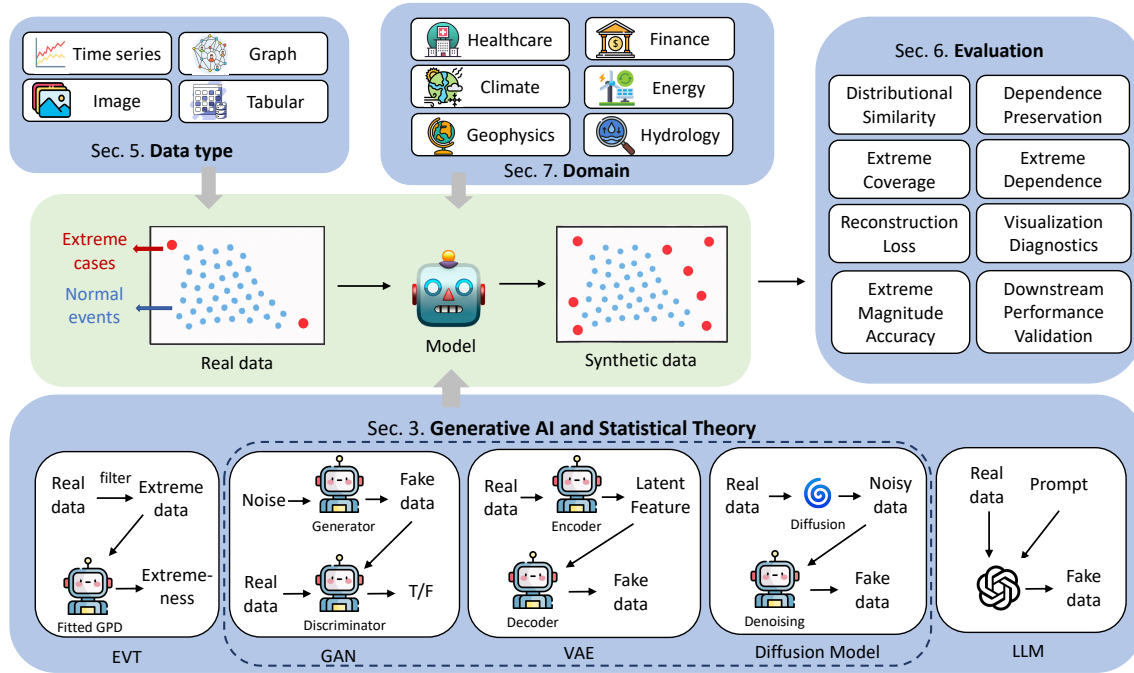 Time series
Graph
Image
Tabular
Sec. 5. Data type
Healthcare
Finance
Climate
Energy
Geophysics
Hydrology
Sec. 7. Domain
Sec. 6. Evaluation
Distributional
Similarity
Dependence
Preservation
Extreme
Coverage
Extreme
Dependence
Reconstruction
Loss
Visualization
Diagnostics
Extreme
Magnitude
Accuracy
Downstream
Performance
Validation
Extreme
cases
Normal
events
Real data
Model
Synthetic data
Sec. 3. Generative AI and Statistical Theory
Real
data
filter
Extreme
data
Fitted GPD
Extreme-
ness
EVT
Noise
Generator
Fake
data
Real
data
Discriminator
T/F
GAN
Real
data
Encoder
Latent
Feature
Decoder
Fake
data
VAE
Real
data
Diffusion
Noisy
data
Denoising
Fake
data
Diffusion Model
Real
data
Prompt
Fake
data
LLM